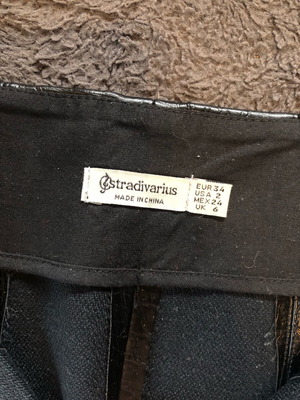 stradivarius
MADE IN CHINA
EUR 34
USA 2
MEX 24
UK 6